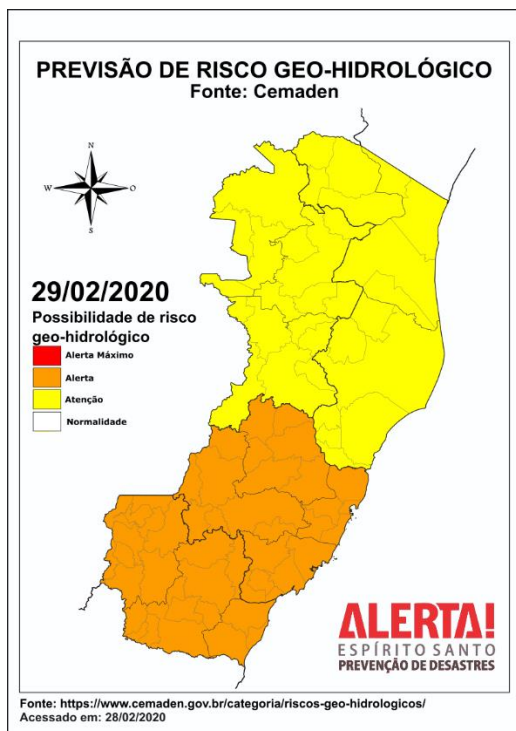 PREVISÃO DE RISCO GEO-HIDROLÓGICO
Fonte: Cemaden
N
W
O
S
29/02/2020
Possibilidade de risco
geo-hidrológico
Alerta Máximo
Alerta
Atenção
Normalidade
ALERTA!
ESPÍRITO SANTO
PREVENÇÃO DE DESASTRES
Fonte: https://www.cemaden.gov.br/categoria/riscos-geo-hidrologicos/
Acessado em: 28/02/2020